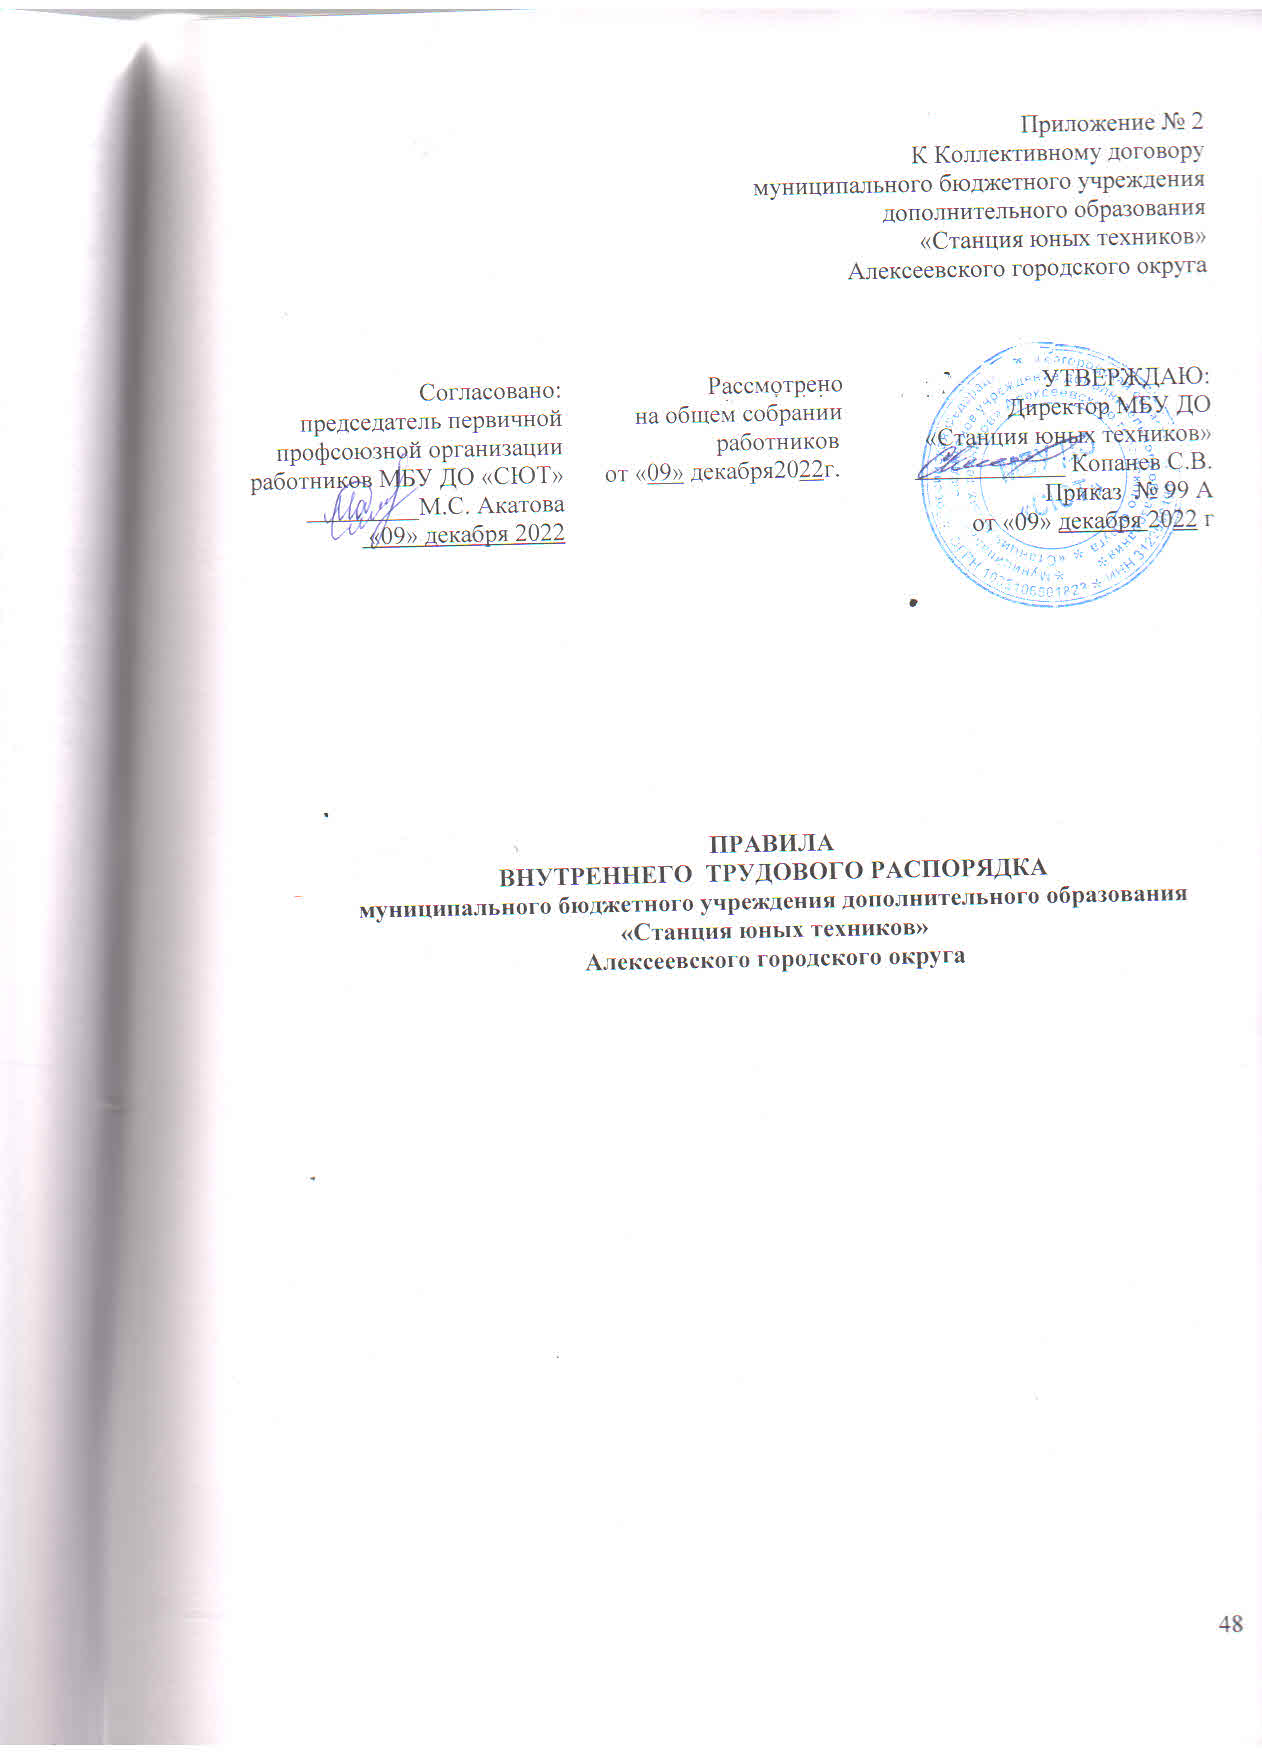 Приложение № 2
К Коллективному договору
муниципального бюджетного учреждения
дополнительного образования
«Станция юных техников»
Алексеевского городского округа
Согласовано:
председатель первичной
профсоюзной организации
работников МБУ ДО «СЮТ»
М.С. Акатова
«09» декабря 2022
Рассмотрено
на общем собрании
работников
от «09» декабря2022г.
УТВЕРЖДАЮ:
Директор МБУ ДО
«Станция юных техников»
Копанев С.В.
Приказ № 99 А
от «09» декабря 2022 г
ПРАВИЛА
ВНУТРЕННЕГО ТРУДОВОГО РАСПОРЯДКА
муниципального бюджетного учреждения дополнительного образования
«Станция юных техников»
Алексеевского городского округа
48